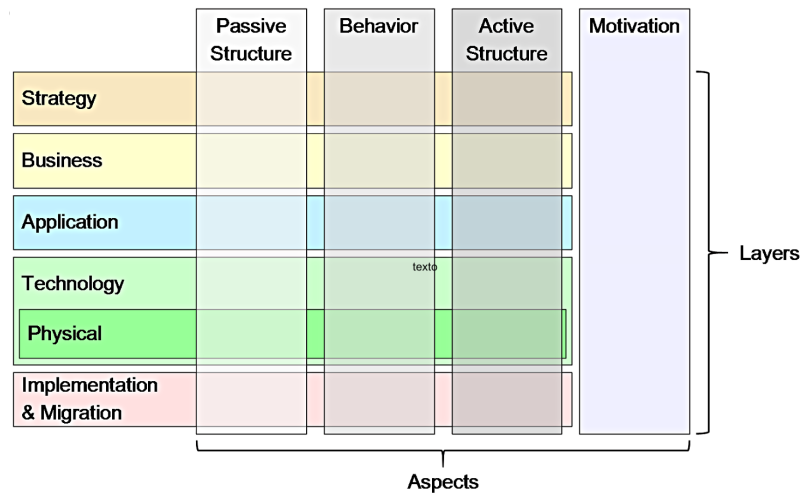 Passive
Structure
Behavior
Active
Structure
Motivation
Strategy
Business
Application
Technology
texto
Physical
Implementation
& Migration
Layers
Aspects